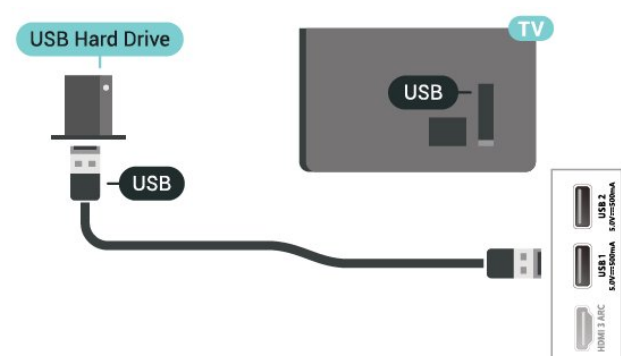 USB Hard Drive
TV
USB
USB
USB 2
5.0V⎓500mA
USB 1
5.0V⎓500mA
HDMI 3 ARC